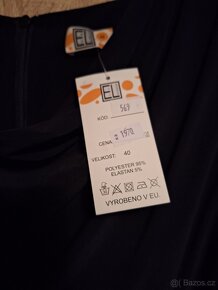 EL
EL
KÓD: 569
CENA: 1970
VELIKOST: 40
POLYESTER 95%
ELASTAN 5%
VYROBENO V EU.
Bazos.cz